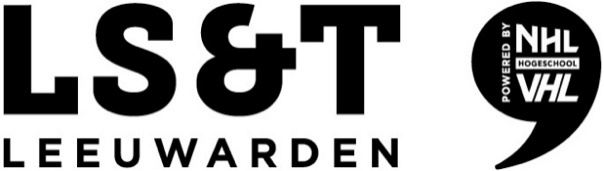 LS&T
LEEUWARDEN
POWERED BY
NHL
HOGESCHOOL
VHL